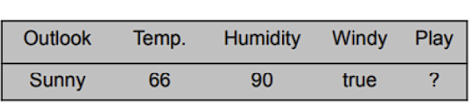 Outlook Temp. Humidity Windy Play
Sunny 66 90 true ?